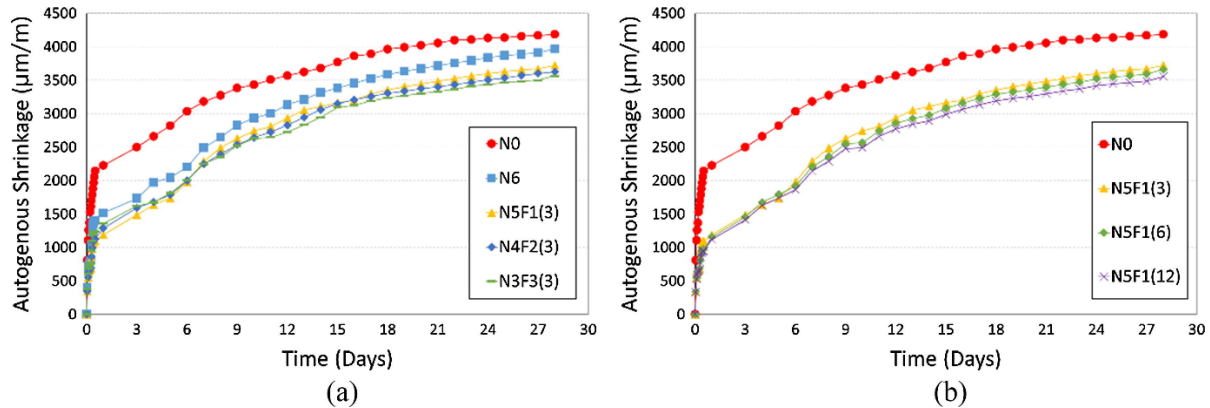 4500
4000
3500
3000
2500
2000
1500
1000
500
0
Autogenous Shrinkage (µm/m)
N0
N6
N5F1(3)
N4F2(3)
N3F3(3)
0 3 6 9 12 15 18 21 24 27 30
Time (Days)
(a)
4500
4000
3500
3000
2500
2000
1500
1000
500
0
Autogenous Shrinkage (µm/m)
N0
N5F1(3)
N5F1(6)
N5F1(12)
0 3 6 9 12 15 18 21 24 27 30
Time (Days)
(b)